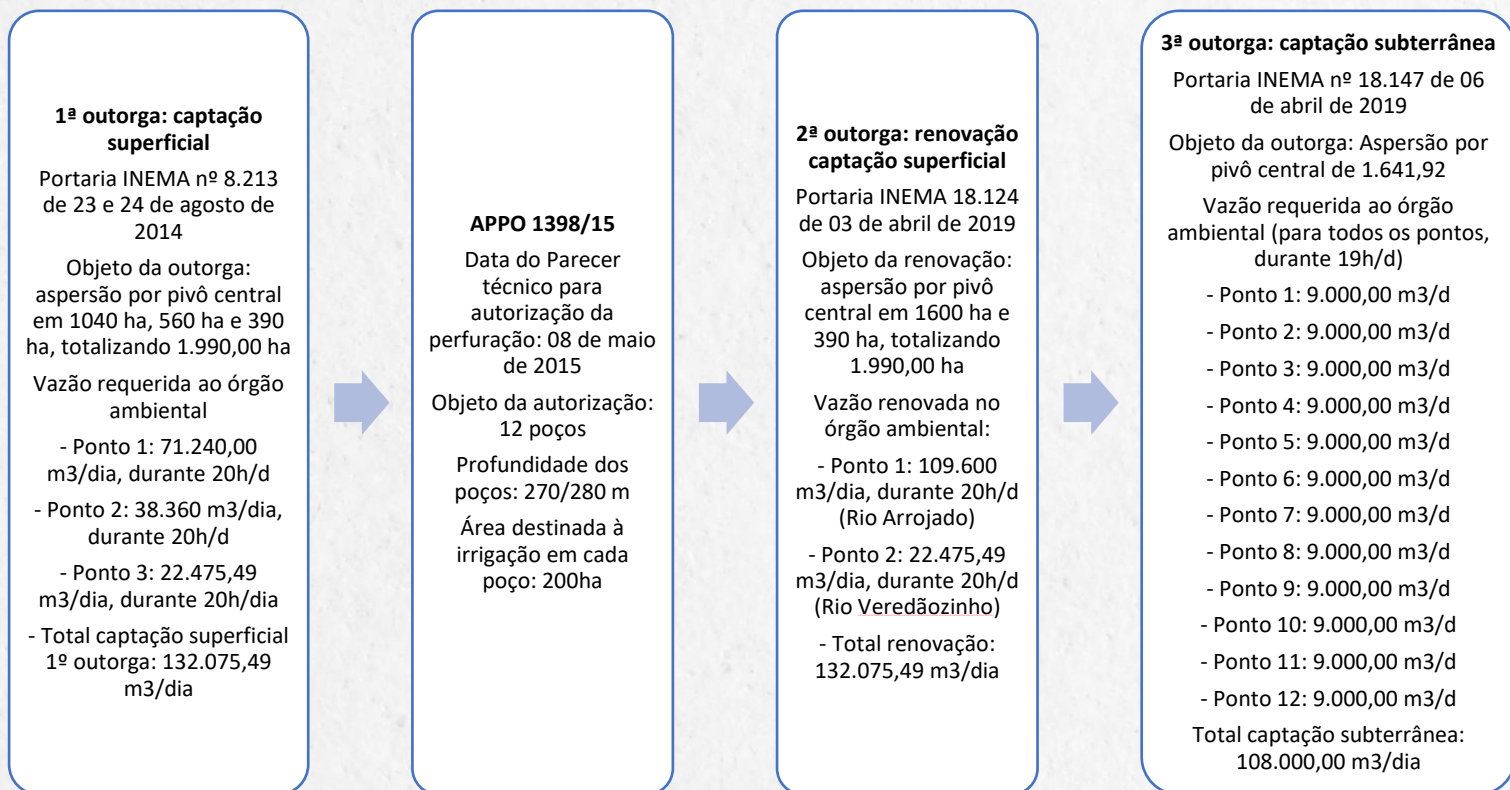 1ª outorga: captação
superficial
Portaria INEMA nº 8.213
de 23 e 24 de agosto de
2014
Objeto da outorga:
aspersão por pivô central
em 1040 ha, 560 ha e 390
ha, totalizando 1.990,00 ha
Vazão requerida ao órgão
ambiental
- Ponto 1: 71.240,00
m3/dia, durante 20h/d
- Ponto 2: 38.360 m3/dia,
durante 20h/d
- Ponto 3: 22.475,49
m3/dia, durante 20h/dia
- Total captação superficial
1º outorga: 132.075,49
m3/dia
APPO 1398/15
Data do Parecer
técnico para
autorização da
perfuração: 08 de maio
de 2015
Objeto da autorização:
12 poços
Profundidade dos
poços: 270/280 m
Área destinada à
irrigação em cada
poço: 200ha
2ª outorga: renovação
captação superficial
Portaria INEMA 18.124
de 03 de abril de 2019
Objeto da renovação:
aspersão por pivô
central em 1600 ha e
390 ha, totalizando
1.990,00 ha
Vazão renovada no
órgão ambiental:
- Ponto 1: 109.600
m3/dia, durante 20h/d
(Rio Arrojado)
- Ponto 2: 22.475,49
m3/dia, durante 20h/d
(Rio Veredãozinho)
- Total renovação:
132.075,49 m3/dia
3ª outorga: captação subterrânea
Portaria INEMA nº 18.147 de 06
de abril de 2019
Objeto da outorga: Aspersão por
pivô central de 1.641,92
Vazão requerida ao órgão
ambiental (para todos os pontos,
durante 19h/d)
- Ponto 1: 9.000,00 m3/d
- Ponto 2: 9.000,00 m3/d
- Ponto 3: 9.000,00 m3/d
- Ponto 4: 9.000,00 m3/d
- Ponto 5: 9.000,00 m3/d
- Ponto 6: 9.000,00 m3/d
- Ponto 7: 9.000,00 m3/d
- Ponto 8: 9.000,00 m3/d
- Ponto 9: 9.000,00 m3/d
- Ponto 10: 9.000,00 m3/d
- Ponto 11: 9.000,00 m3/d
- Ponto 12: 9.000,00 m3/d
Total captação subterrânea:
108.000,00 m3/dia